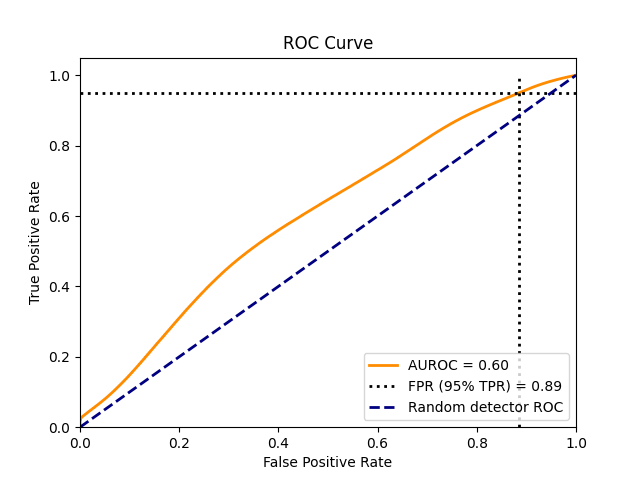 ROC Curve
True Positive Rate
1.0
0.8
0.6
0.4
0.2
0.0
0.0 0.2 0.4 0.6 0.8 1.0
False Positive Rate
AUROC = 0.60
FPR (95% TPR) = 0.89
Random detector ROC